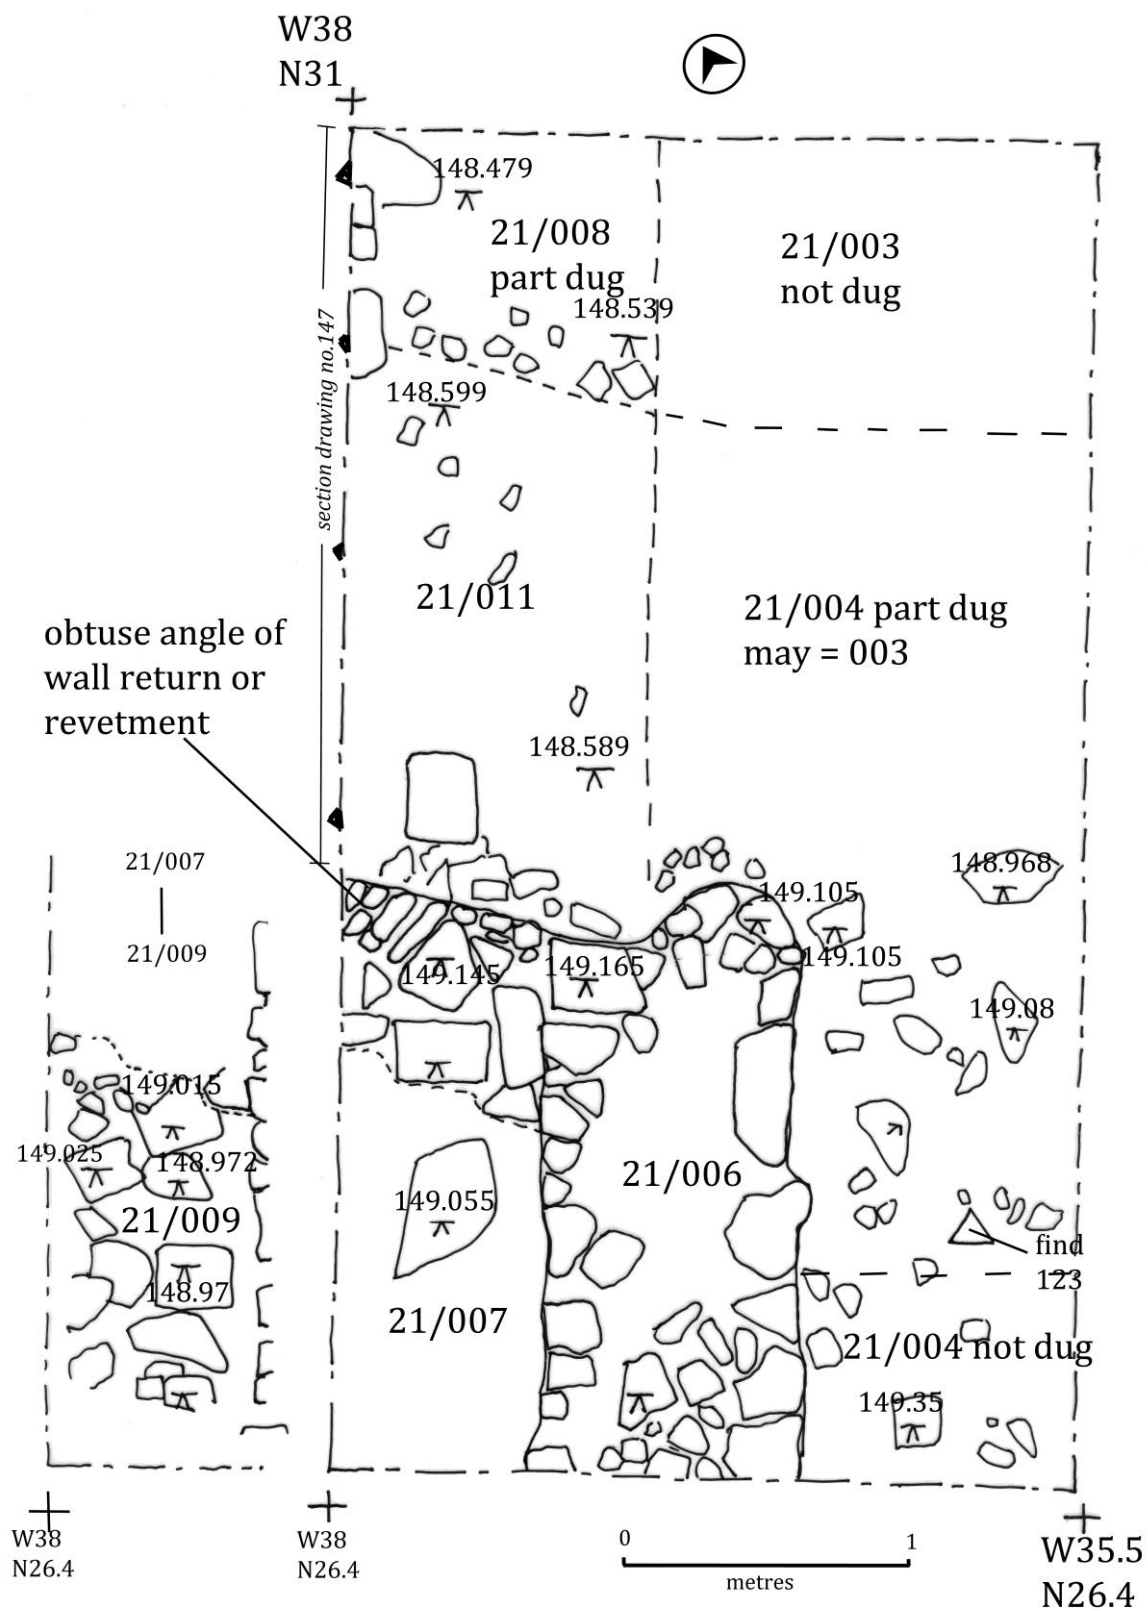 W38
N31
148.479
21/008
part dug
21/003
not dug
148.539
section drawing no.147
148.599
21/011
21/004 part dug
may = 003
obtuse angle of
wall return or
revetment
148.589
21/007
21/009
148.968
149.105
149.105
149.145
149.165
149.08
149.015
149.025
148.972
21/009
148.97
149.055
21/006
21/007
find
123
21/004 not dug
149.35
W38
N26.4
W38
N26.4
0
1
metres
W35.5
N26.4